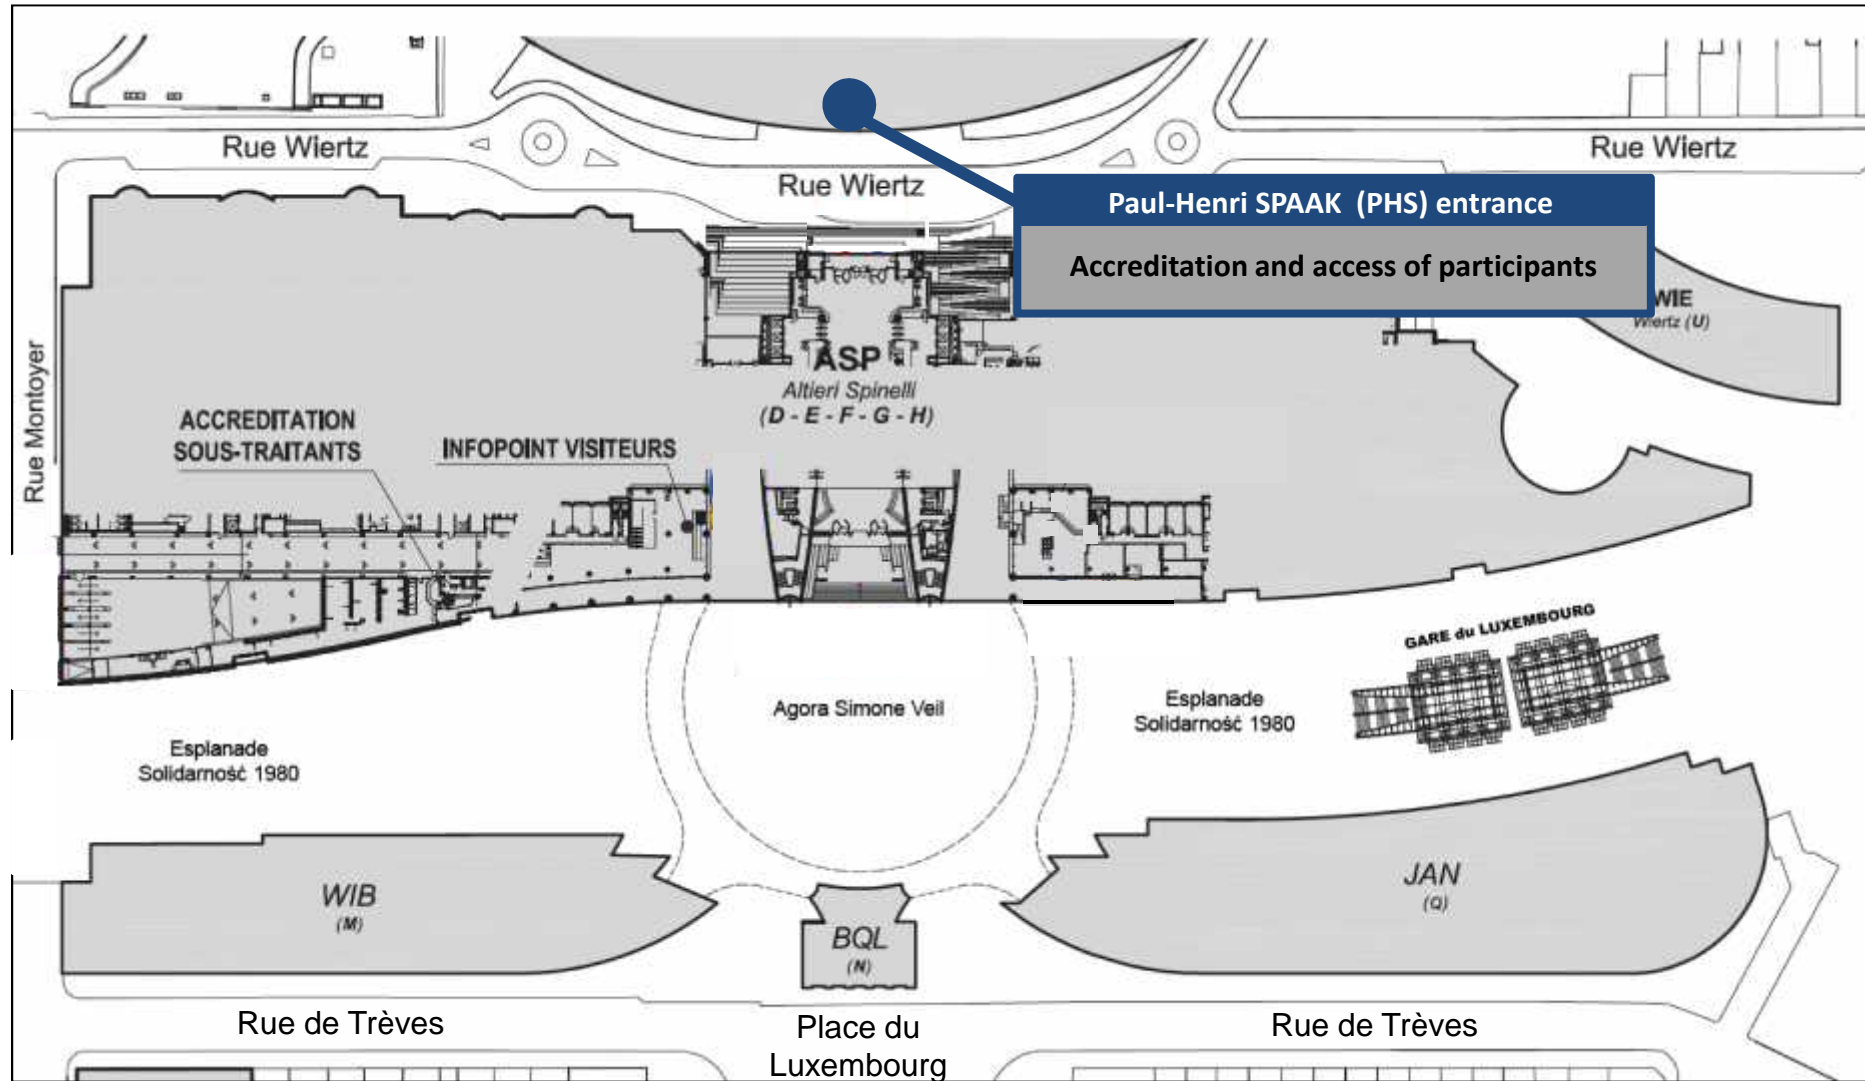 Rue Wiertz
Rue Wiertz
Rue Wiertz
Paul-Henri SPAAK (PHS) entrance
Accreditation and access of participants
WIE
Wiertz (U)
Rue Montoyer
ASP
Altieri Spinelli
(D - E - F - G - H)
ACCREDITATION
SOUS-TRAITANTS
INFOPOINT VISITEURS
GARE du LUXEMBOURG
Agora Simone Veil
Esplanade
Solidarność 1980
Esplanade
Solidarność 1980
WIB
(M)
BQL
(N)
JAN
(Q)
Rue de Trèves
Place du
Luxembourg
Rue de Trèves